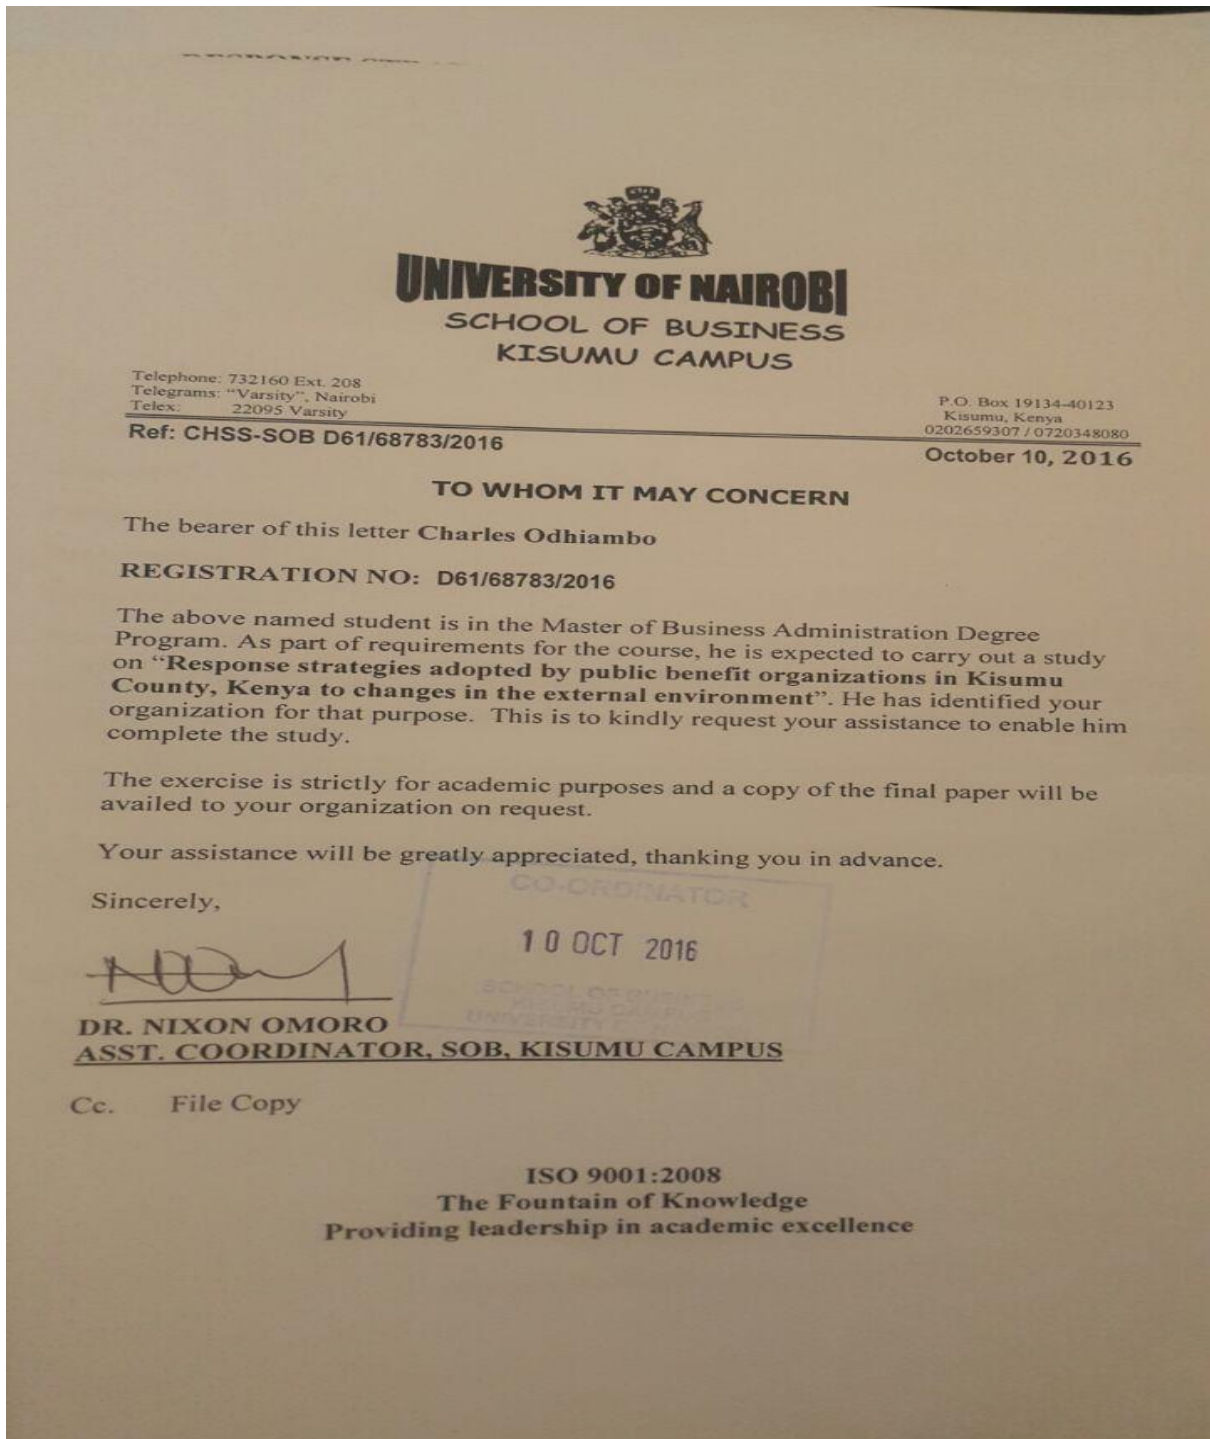 UNIVERSITY OF NAIROBI
SCHOOL OF BUSINESS
KISUMU CAMPUS
Telephone: 732160 Ext. 208
Telegrams: "Varsity", Nairobi
Telex: 22095 Varsity
P.O. Box 19134-40123
Kisumu, Kenya
0202659307 / 0720348080
Ref: CHSS-SOB D61/68783/2016
October 10, 2016
TO WHOM IT MAY CONCERN
The bearer of this letter Charles Odhiambo
REGISTRATION NO: D61/68783/2016
The above named student is in the Master of Business Administration Degree
Program. As part of requirements for the course, he is expected to carry out a study
on "Response strategies adopted by public benefit organizations in Kisumu
County, Kenya to changes in the external environment". He has identified your
organization for that purpose. This is to kindly request your assistance to enable him
complete the study.
The exercise is strictly for academic purposes and a copy of the final paper will be
availed to your organization on request.
Your assistance will be greatly appreciated, thanking you in advance.
Sincerely,
CO-ORDINATOR
10 OCT 2016
SCHOOL OF
UNIVERSITY
DR. NIXON OMORO
ASST. COORDINATOR, SOB, KISUMU CAMPUS
Cc. File Copy
ISO 9001:2008
The Fountain of Knowledge
Providing leadership in academic excellence